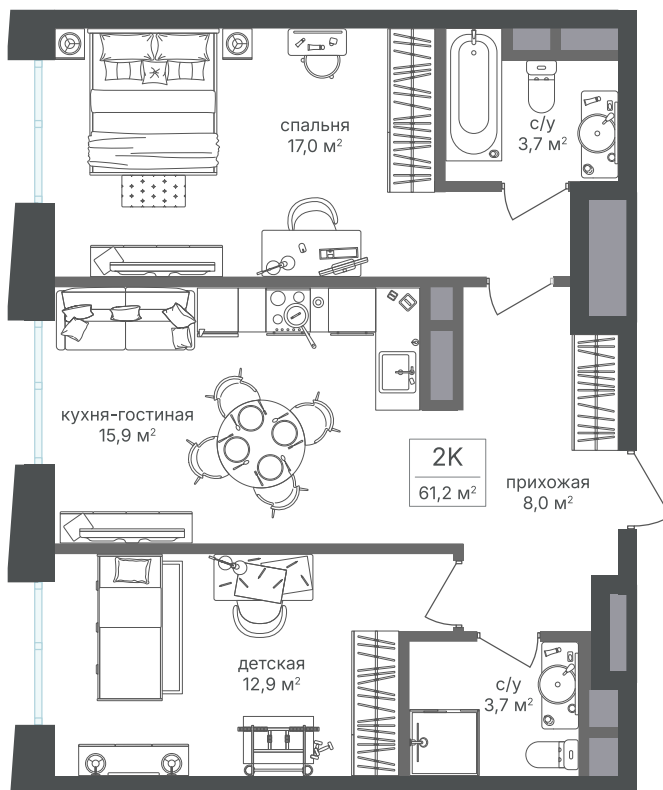 спальня
17,0 м²
с/у
3,7 м²
кухня-гостиная
15,9 м²
2К
61,2 м²
прихожая
8,0 м²
детская
12,9 м²
с/у
3,7 м²